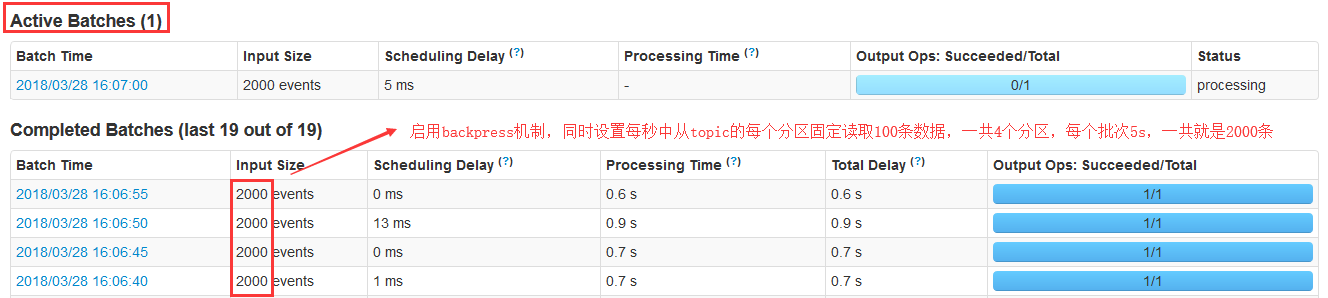 Active Batches (1)
Batch Time Input Size Scheduling Delay (?) Processing Time (?) Output Ops: Succeeded/Total Status
2018/03/28 16:07:00 2000 events 5 ms - 0/1 processing
Completed Batches (last 19 out of 19)
启用backpress机制，同时设置每秒中从topic的每个分区固定读取100条数据，一共4个分区，每个批次5s，一共就是2000条
Batch Time Input Size Scheduling Delay (?) Processing Time (?) Total Delay (?) Output Ops: Succeeded/Total
2018/03/28 16:06:55 2000 events 0 ms 0.6 s 0.6 s 1/1
2018/03/28 16:06:50 2000 events 13 ms 0.9 s 0.9 s 1/1
2018/03/28 16:06:45 2000 events 0 ms 0.7 s 0.7 s 1/1
2018/03/28 16:06:40 2000 events 1 ms 0.7 s 0.7 s 1/1